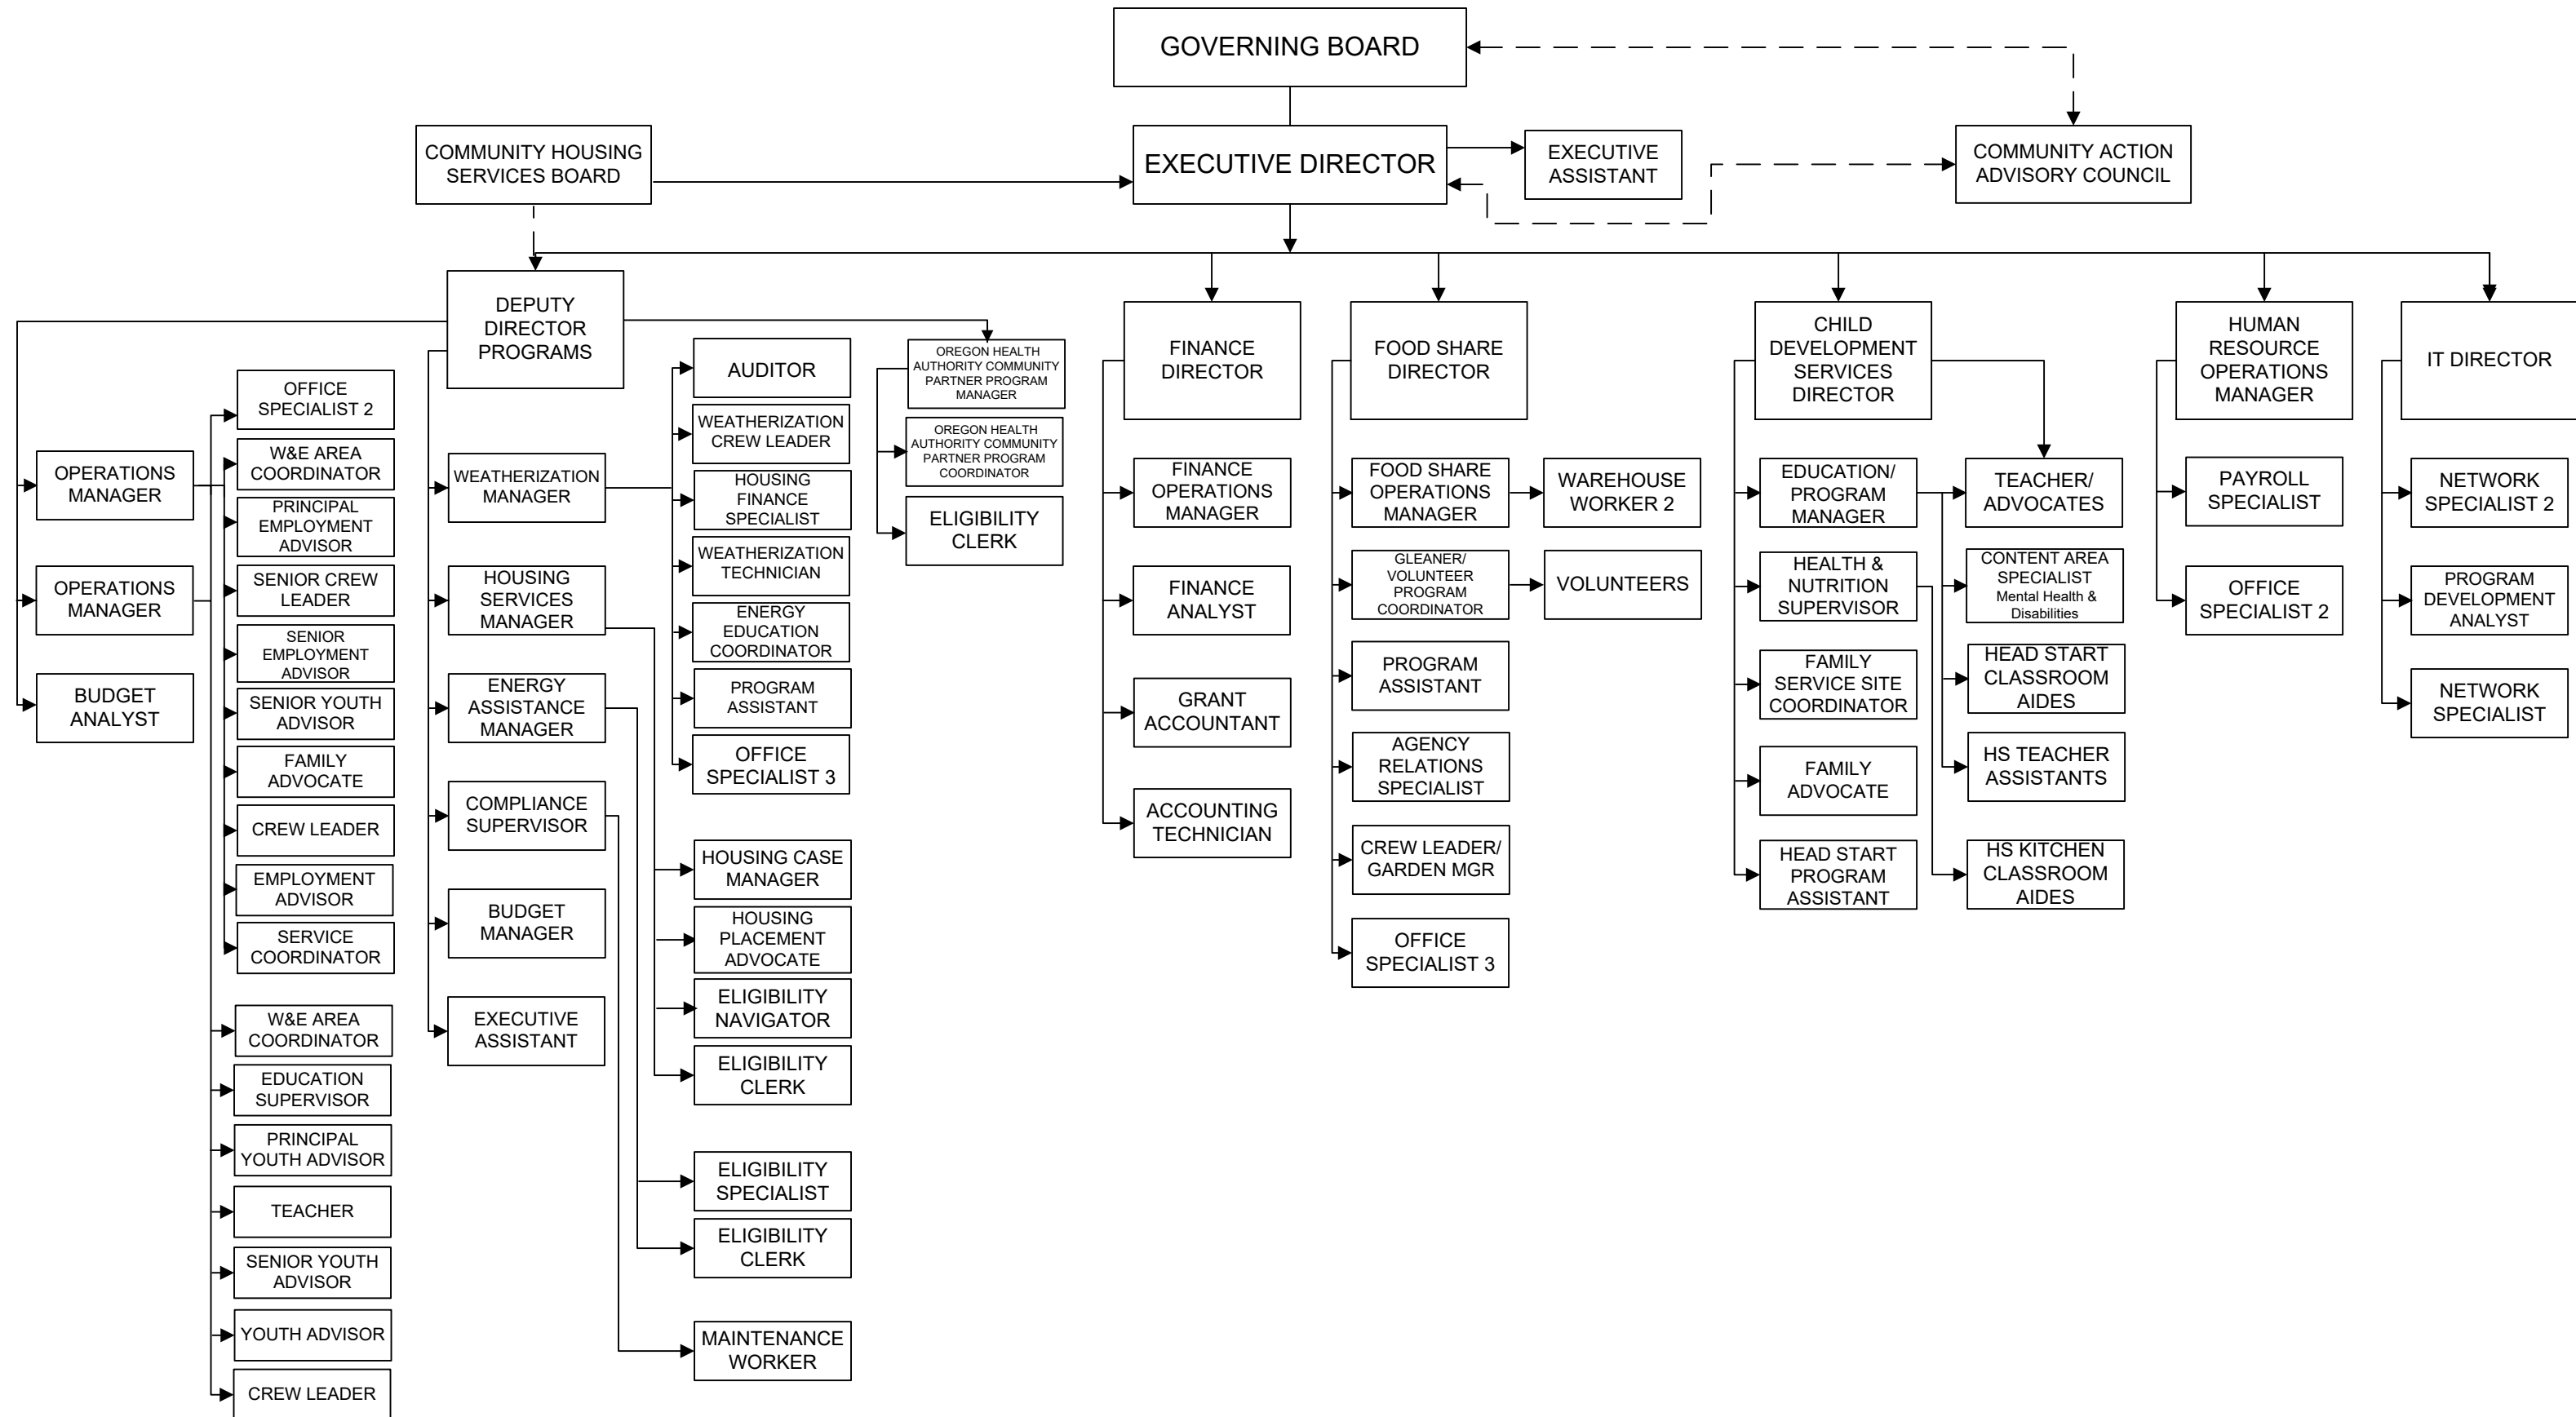 GOVERNING BOARD
COMMUNITY HOUSING
SERVICES BOARD
EXECUTIVE DIRECTOR
EXECUTIVE
ASSISTANT
COMMUNITY ACTION
ADVISORY COUNCIL
DEPUTY
DIRECTOR
PROGRAMS
FINANCE
DIRECTOR
FOOD SHARE
DIRECTOR
CHILD
DEVELOPMENT
SERVICES
DIRECTOR
HUMAN
RESOURCE
OPERATIONS
MANAGER
IT DIRECTOR
OPERATIONS
MANAGER
OPERATIONS
MANAGER
BUDGET
ANALYST
OFFICE
SPECIALIST 2
W&E AREA
COORDINATOR
PRINCIPAL
EMPLOYMENT
ADVISOR
SENIOR CREW
LEADER
SENIOR
EMPLOYMENT
ADVISOR
SENIOR YOUTH
ADVISOR
FAMILY
ADVOCATE
CREW LEADER
EMPLOYMENT
ADVISOR
SERVICE
COORDINATOR
W&E AREA
COORDINATOR
EDUCATION
SUPERVISOR
PRINCIPAL
YOUTH ADVISOR
TEACHER
SENIOR YOUTH
ADVISOR
YOUTH ADVISOR
CREW LEADER
WEATHERIZATION
MANAGER
HOUSING
SERVICES
MANAGER
ENERGY
ASSISTANCE
MANAGER
COMPLIANCE
SUPERVISOR
BUDGET
MANAGER
EXECUTIVE
ASSISTANT
AUDITOR
WEATHERIZATION
CREW LEADER
HOUSING
FINANCE
SPECIALIST
WEATHERIZATION
TECHNICIAN
ENERGY
EDUCATION
COORDINATOR
PROGRAM
ASSISTANT
OFFICE
SPECIALIST 3
HOUSING CASE
MANAGER
HOUSING
PLACEMENT
ADVOCATE
ELIGIBILITY
NAVIGATOR
ELIGIBILITY
CLERK
ELIGIBILITY
SPECIALIST
ELIGIBILITY
CLERK
MAINTENANCE
WORKER
OREGON HEALTH
AUTHORITY COMMUNITY
PARTNER PROGRAM
MANAGER
OREGON HEALTH
AUTHORITY COMMUNITY
PARTNER PROGRAM
COORDINATOR
ELIGIBILITY
CLERK
FINANCE
OPERATIONS
MANAGER
FINANCE
ANALYST
GRANT
ACCOUNTANT
ACCOUNTING
TECHNICIAN
FOOD SHARE
OPERATIONS
MANAGER
GLEANER/
VOLUNTEER
PROGRAM
COORDINATOR
PROGRAM
ASSISTANT
AGENCY
RELATIONS
SPECIALIST
CREW LEADER/
GARDEN MGR
OFFICE
SPECIALIST 3
WAREHOUSE
WORKER 2
VOLUNTEERS
EDUCATION/
PROGRAM
MANAGER
HEALTH &
NUTRITION
SUPERVISOR
FAMILY
SERVICE SITE
COORDINATOR
FAMILY
ADVOCATE
HEAD START
PROGRAM
ASSISTANT
TEACHER/
ADVOCATES
CONTENT AREA
SPECIALIST
Mental Health &
Disabilities
HEAD START
CLASSROOM
AIDES
HS TEACHER
ASSISTANTS
HS KITCHEN
CLASSROOM
AIDES
PAYROLL
SPECIALIST
OFFICE
SPECIALIST 2
NETWORK
SPECIALIST 2
PROGRAM
DEVELOPMENT
ANALYST
NETWORK
SPECIALIST